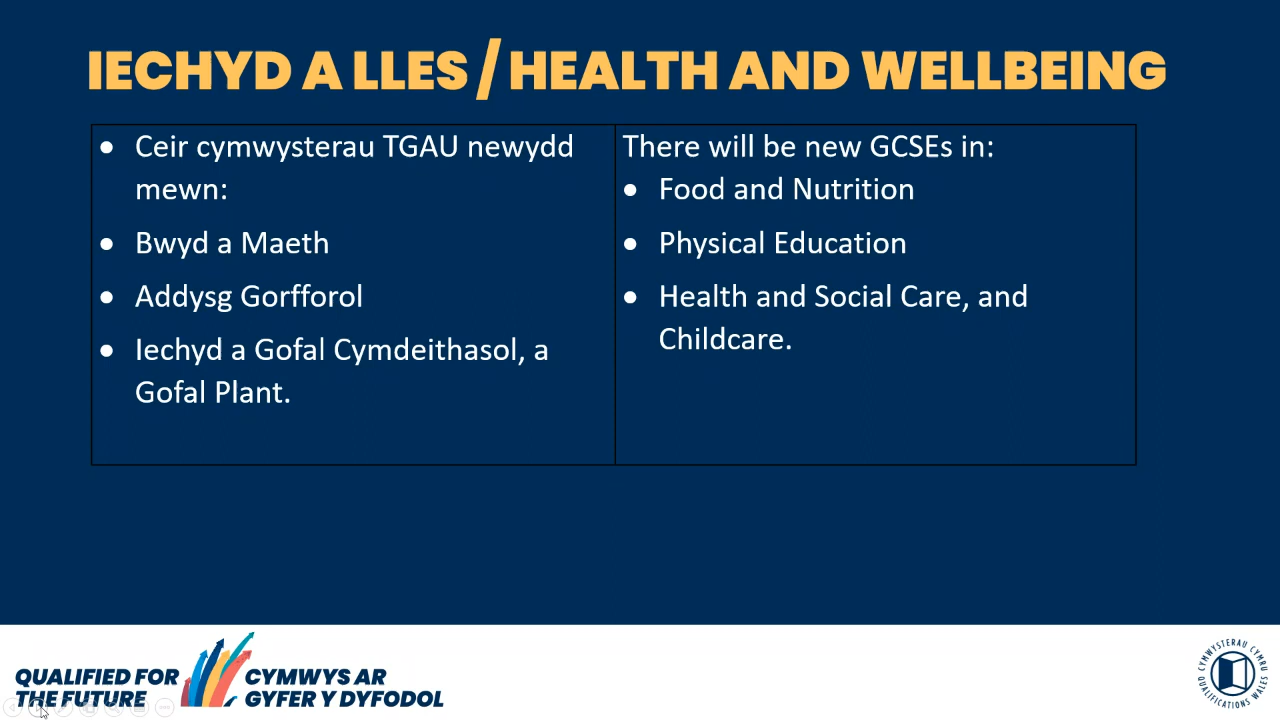 IECHYD A LLES / HEALTH AND WELLBEING
• Ceir cymwysterau TGAU newydd
mewn:
• Bwyd a Maeth
• Addysg Gorfforol
• Iechyd a Gofal Cymdeithasol, a
Gofal Plant.
There will be new GCSEs in:
• Food and Nutrition
• Physical Education
• Health and Social Care, and
Childcare.
QUALIFIED FOR
THE FUTURE
CYMWYS AR
GYFER Y DYFODOL
CYMWYSTERAU CYMRU
QUALIFICATIONS WALES